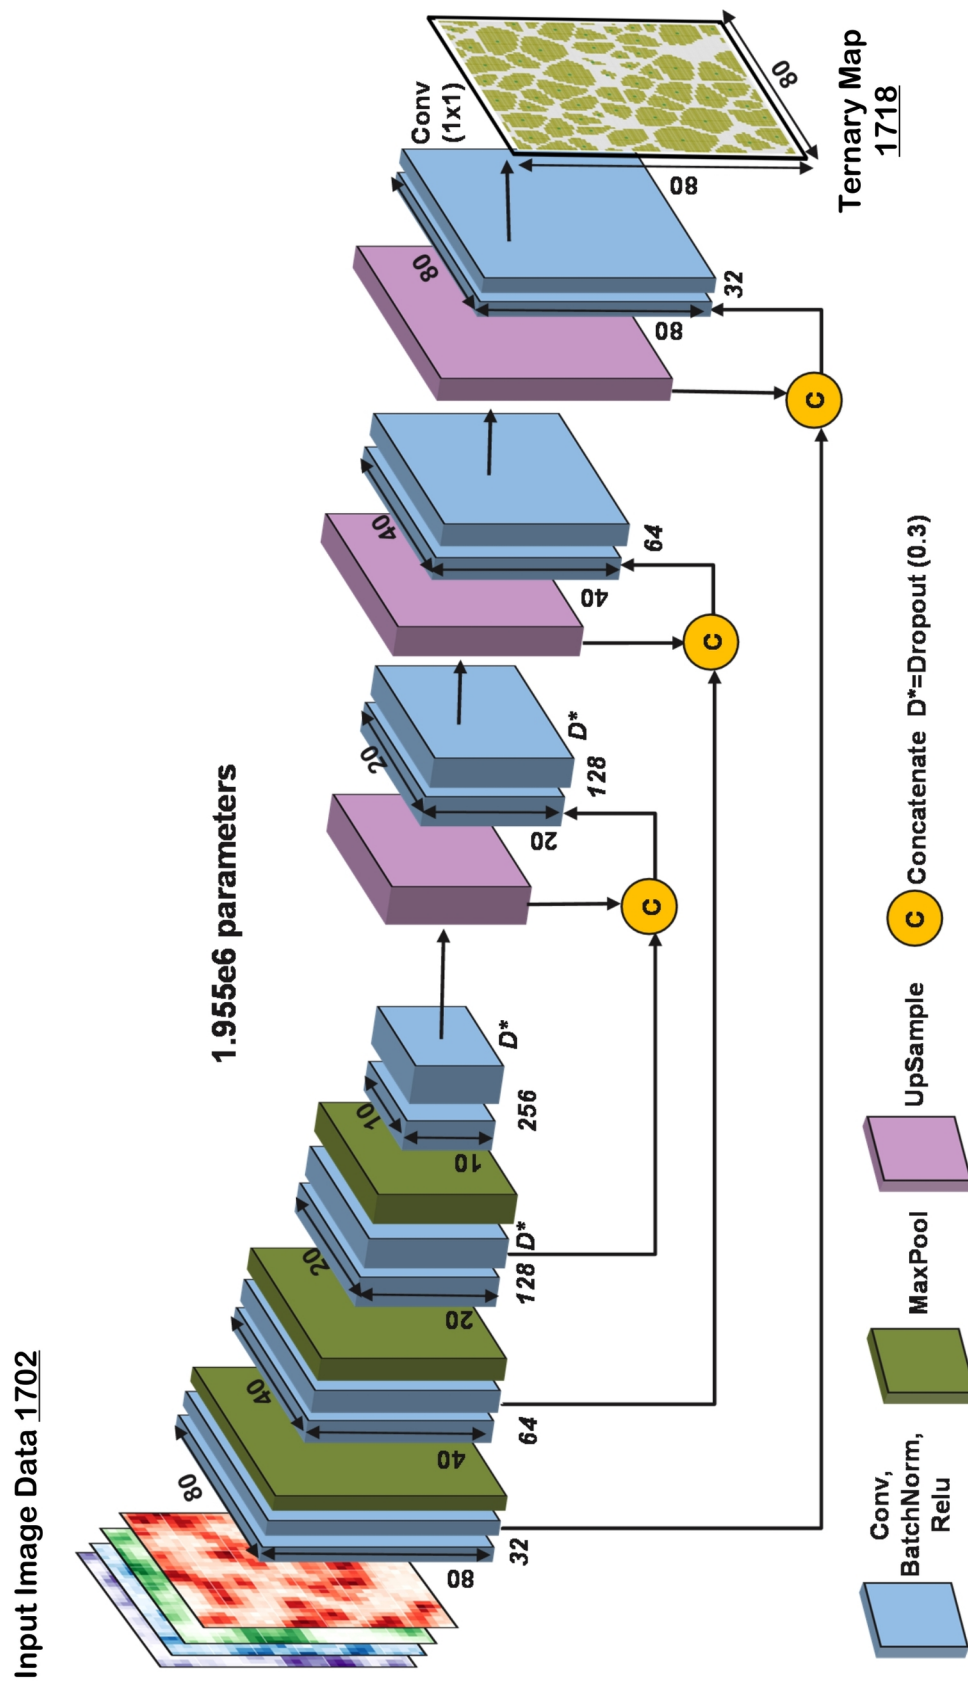 Input Image Data 1702
1.955e6 parameters
80
80
32
40
40
64
20
20
128 D*
10
10
256 D*
20
20
128 D*
40
40
64
80
80
32
Conv
(1x1)
80
80
Ternary Map
1718
C
C
C
Conv,
BatchNorm,
Relu
MaxPool
UpSample
C Concatenate D*=Dropout (0.3)